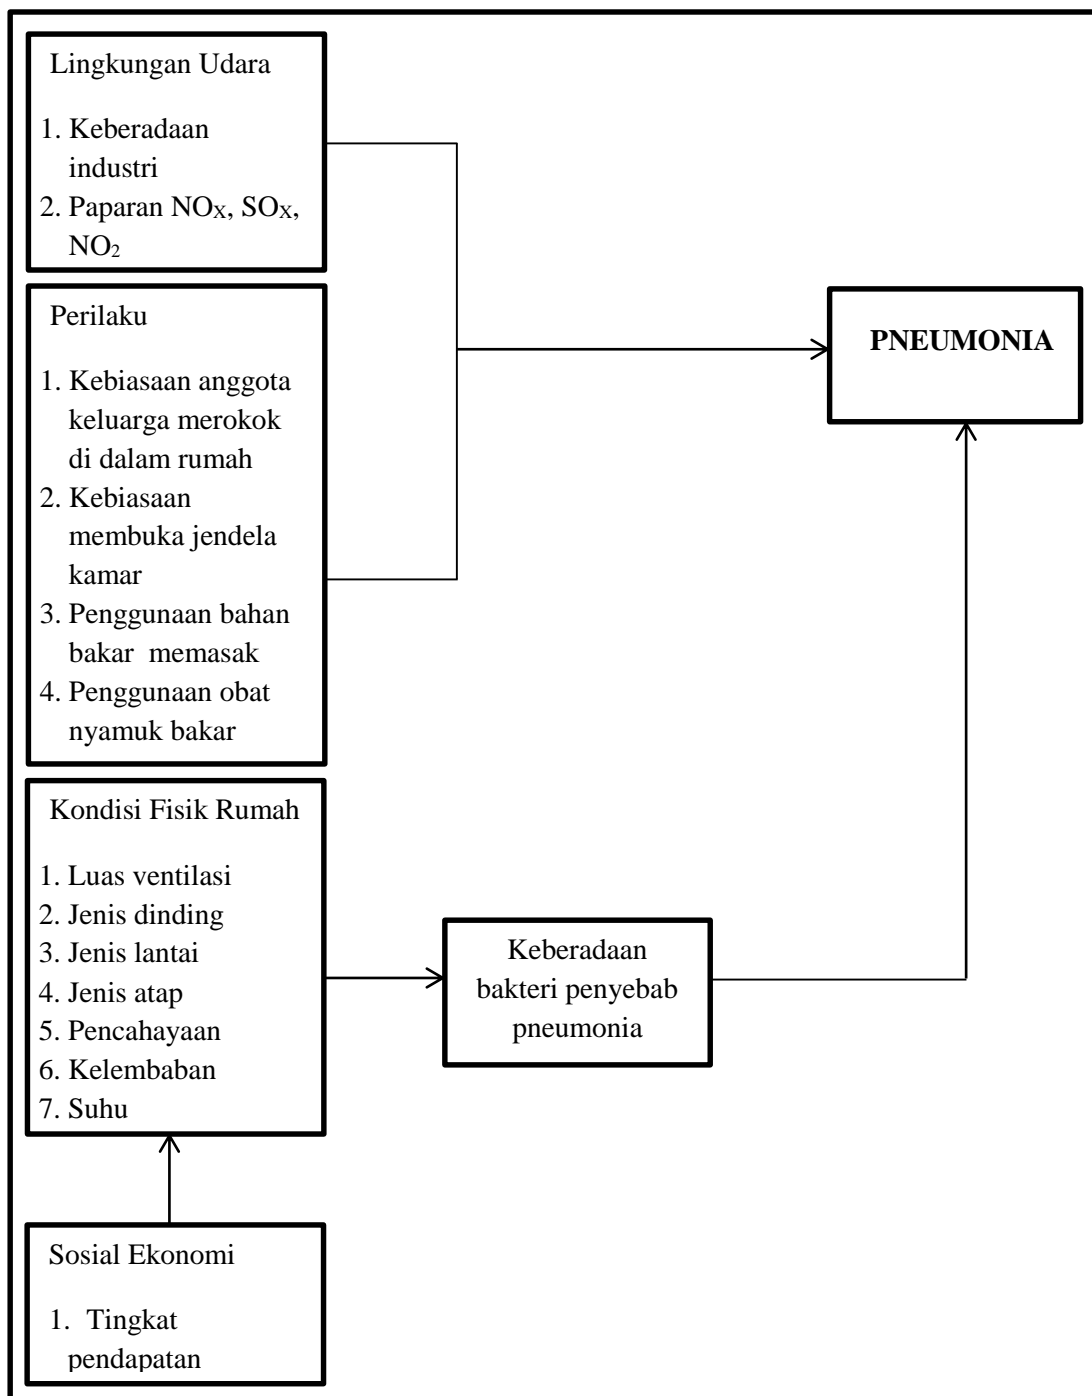 Lingkungan Udara
1. Keberadaan
industri
2. Paparan NOX, SOX,
NO2
Perilaku
1. Kebiasaan anggota
keluarga merokok
di dalam rumah
2. Kebiasaan
membuka jendela
kamar
3. Penggunaan bahan
bakar  memasak
4. Penggunaan obat
nyamuk bakar
PNEUMONIA
Kondisi Fisik Rumah
1. Luas ventilasi
2. Jenis dinding
3. Jenis lantai
4. Jenis atap
5. Pencahayaan
6. Kelembaban
7. Suhu
Keberadaan
bakteri penyebab
pneumonia
Sosial Ekonomi
1. Tingkat
pendapatan